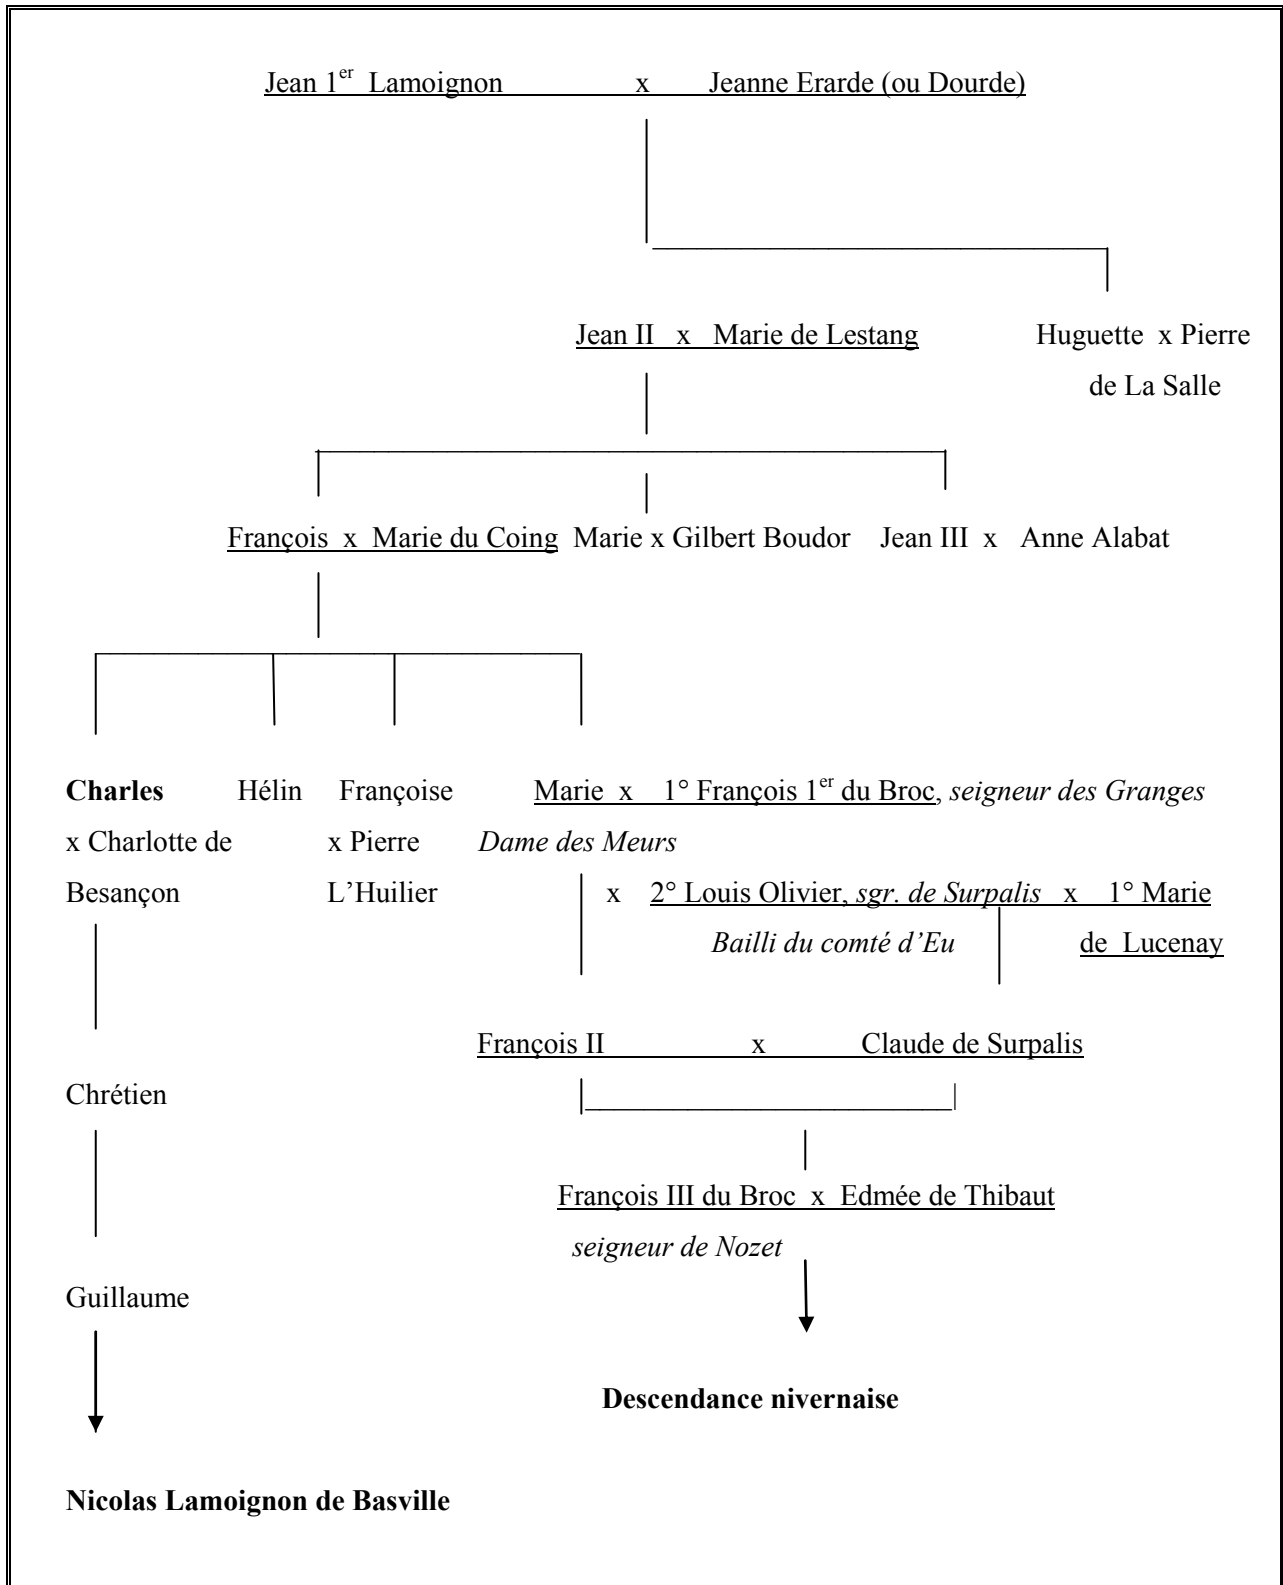 Jean 1er Lamoignon x Jeanne Erarde (ou Dourde)
Jean II x Marie de Lestang Huguette x Pierre
de La Salle
François x Marie du Coing Marie x Gilbert Boudor Jean III x Anne Alabat
Charles Hélin Françoise Marie x 1° François 1er du Broc, seigneur des Granges
x Charlotte de x Pierre Dame des Meurs
Besançon L’Huilier x 2° Louis Olivier, sgr. de Surpalis x 1° Marie
Bailli du comté d’Eu de Lucenay
François II x Claude de Surpalis
Chrétien
François III du Broc x Edmée de Thibaut
seigneur de Nozet
Guillaume
Descendance nivernaise
Nicolas Lamoignon de Basville